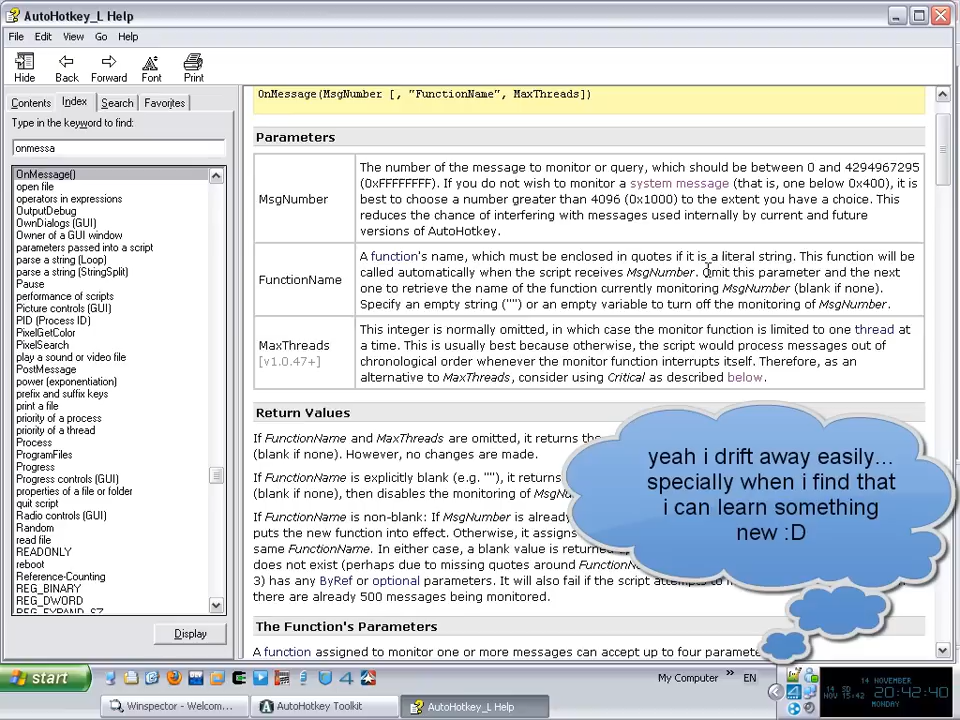 AutoHotkey_L Help
File Edit View Go Help
Hide Back Forward Font Print
Contents Index Search Favorites
Type in the keyword to find:
onmessa
OnMessage()
open file
operators in expressions
OutputDebug
OwnDialogs (GUI)
Owner of a GUI window
parameters passed into a script
parse a string (Loop)
parse a string (StringSplit)
Pause
performance of scripts
Picture controls (GUI)
PID (Process ID)
PixelGetColor
PixelSearch
play a sound or video file
PostMessage
power (exponentiation)
prefix and suffix keys
print a file
priority of a process
priority of a thread
Process
ProgramFiles
Progress
Progress controls (GUI)
properties of a file or folder
quit script
Radio controls (GUI)
Random
read file
READONLY
reboot
Reference-Counting
REG_BINARY
REG_DWORD
REG_EXPAND_SZ
Display
OnMessage(MsgNumber [, "FunctionName", MaxThreads])
Parameters
MsgNumber
The number of the message to monitor or query, which should be between 0 and 4294967295
(0xFFFFFFFF). If you do not wish to monitor a system message (that is, one below 0x400), it is
best to choose a number greater than 4096 (0x1000) to the extent you have a choice. This
reduces the chance of interfering with messages used internally by current and future
versions of AutoHotkey.
FunctionName
A function's name, which must be enclosed in quotes if it is a literal string. This function will be
called automatically when the script receives MsgNumber. Omit this parameter and the next
one to retrieve the name of the function currently monitoring MsgNumber (blank if none).
Specify an empty string ("") or an empty variable to turn off the monitoring of MsgNumber.
MaxThreads
[v1.0.47+]
This integer is normally omitted, in which case the monitor function is limited to one thread at
a time. This is usually best because otherwise, the script would process messages out of
chronological order whenever the monitor function interrupts itself. Therefore, as an
alternative to MaxThreads, consider using Critical as described below.
Return Values
If FunctionName and MaxThreads are omitted, it returns the
(blank if none). However, no changes are made.
If FunctionName is explicitly blank (e.g. ""), it returns
(blank if none), then disables the monitoring of
If FunctionName is non-blank: If MsgNumber is already
puts the new function into effect. Otherwise, it assigns
same FunctionName. In either case, a blank value is returned
does not exist (perhaps due to missing quotes around
3) has any ByRef or optional parameters. It will also fail if the script attempts to
there are already 500 messages being monitored.
The Function's Parameters
A function assigned to monitor one or more messages can accept up to four
yeah i drift away easily...
specially when i find that
i can learn something
new :D
start
My Computer » EN
14 NOVEMBER
20:42:40
MONDAY
Winspector - Welcom...
AutoHotkey Toolkit
AutoHotkey_L Help